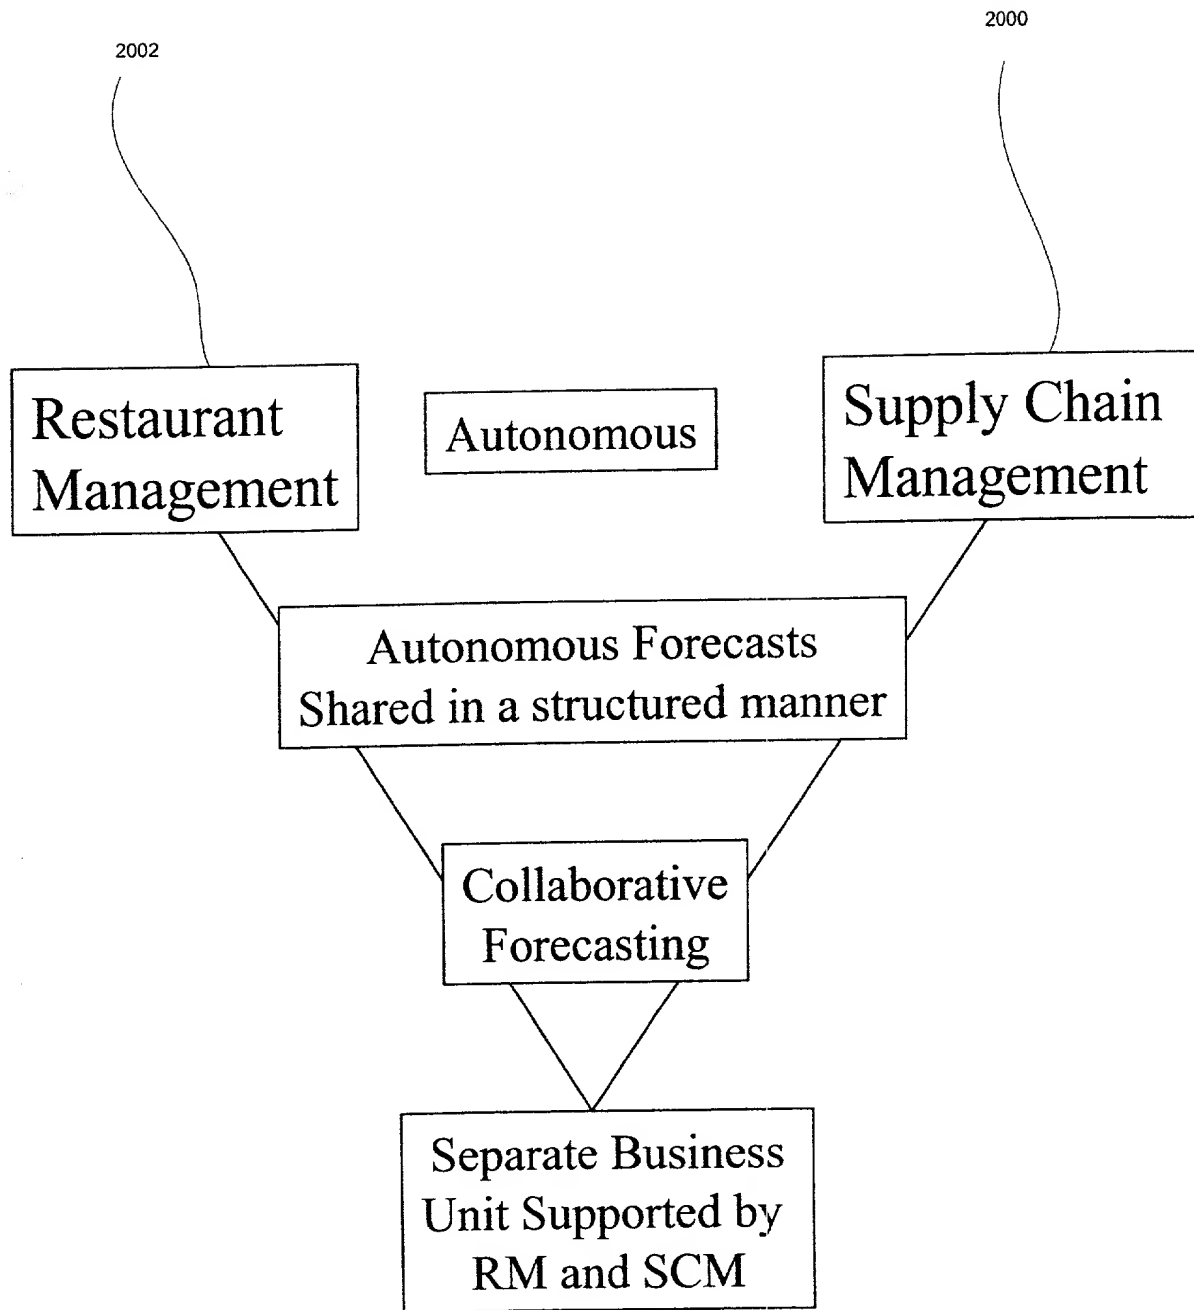 2002
2000
Restaurant
Management
Autonomous
Supply Chain
Management
Autonomous Forecasts
Shared in a structured manner
Collaborative
Forecasting
Separate Business
Unit Supported by
RM and SCM